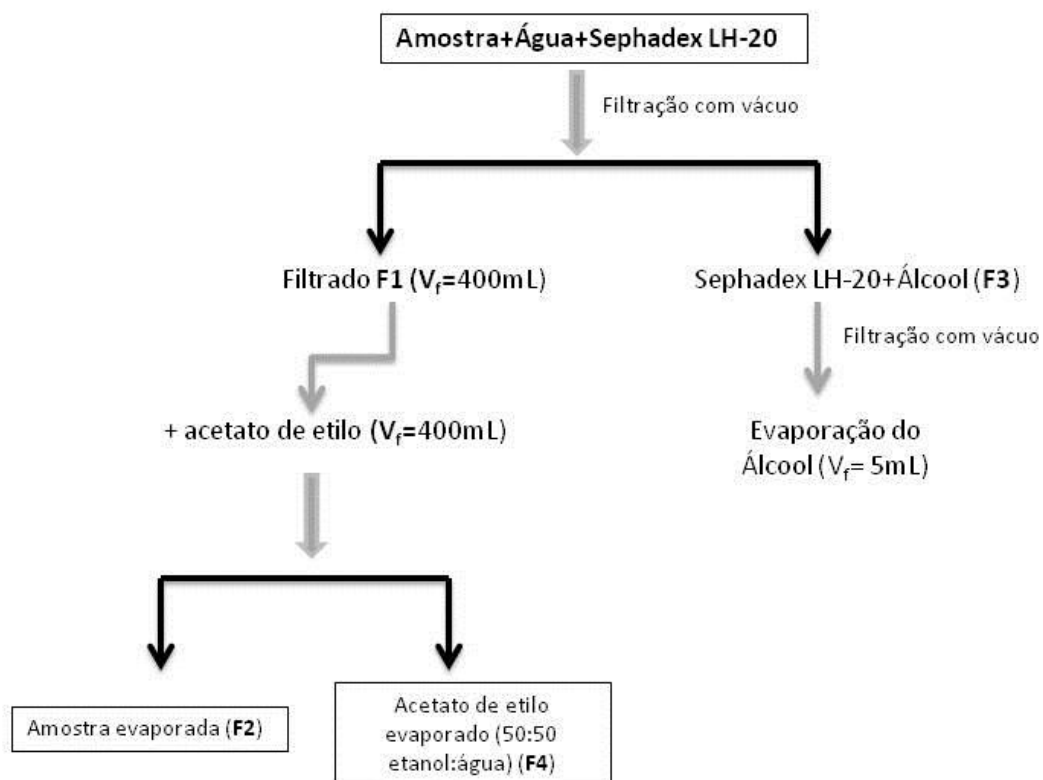 Amostra+Água+Sephadex LH-20
Filtração com vácuo
Filtrado F1 (Vf=400mL)
Sephadex LH-20+Álcool (F3)
Filtração com vácuo
+ acetato de etilo (Vf=400mL)
Evaporação do
Álcool (Vf= 5mL)
Amostra evaporada (F2)
Acetato de etilo
evaporado (50:50
etanol:água) (F4)